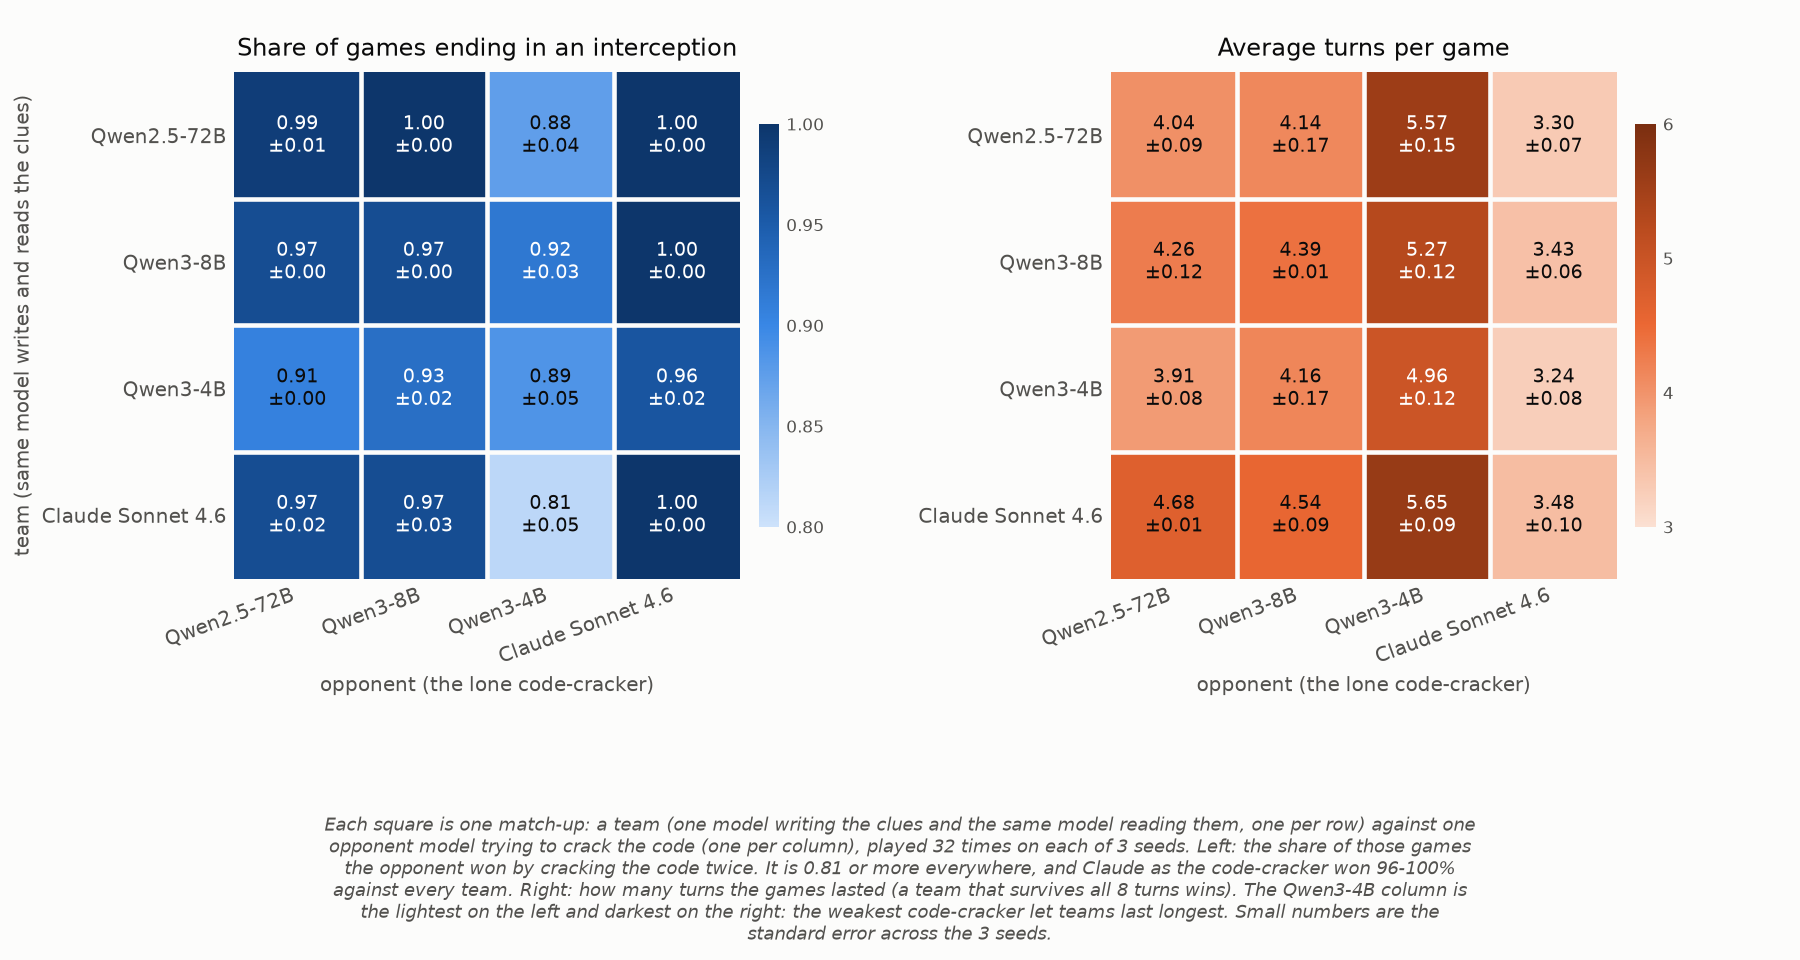 Share of games ending in an interception
team (same model writes and reads the clues)
Qwen2.5-72B
0.99 1.00 0.88 1.00
±0.01 ±0.00 ±0.04 ±0.00
Qwen3-8B
0.97 0.97 0.92 1.00
±0.00 ±0.00 ±0.03 ±0.00
Qwen3-4B
0.91 0.93 0.89 0.96
±0.00 ±0.02 ±0.05 ±0.02
Claude Sonnet 4.6
0.97 0.97 0.81 1.00
±0.02 ±0.03 ±0.05 ±0.00
Qwen2.5-72B
Qwen3-8B
Qwen3-4B
Claude Sonnet 4.6
opponent (the lone code-cracker)
1.00
0.95
0.90
0.85
0.80
Average turns per game
Qwen2.5-72B
4.04 4.14 5.57 3.30
±0.09 ±0.17 ±0.15 ±0.07
Qwen3-8B
4.26 4.39 5.27 3.43
±0.12 ±0.01 ±0.12 ±0.06
Qwen3-4B
3.91 4.16 4.96 3.24
±0.08 ±0.17 ±0.12 ±0.08
Claude Sonnet 4.6
4.68 4.54 5.65 3.48
±0.01 ±0.09 ±0.09 ±0.10
Qwen2.5-72B
Qwen3-8B
Qwen3-4B
Claude Sonnet 4.6
opponent (the lone code-cracker)
6
5
4
3
Each square is one match-up: a team (one model writing the clues and the same model reading them, one per row) against one
opponent model trying to crack the code (one per column), played 32 times on each of 3 seeds. Left: the share of those games
the opponent won by cracking the code twice. It is 0.81 or more everywhere, and Claude as the code-cracker won 96-100%
against every team. Right: how many turns the games lasted (a team that survives all 8 turns wins). The Qwen3-4B column is
the lightest on the left and darkest on the right: the weakest code-cracker let teams last longest. Small numbers are the
standard error across the 3 seeds.